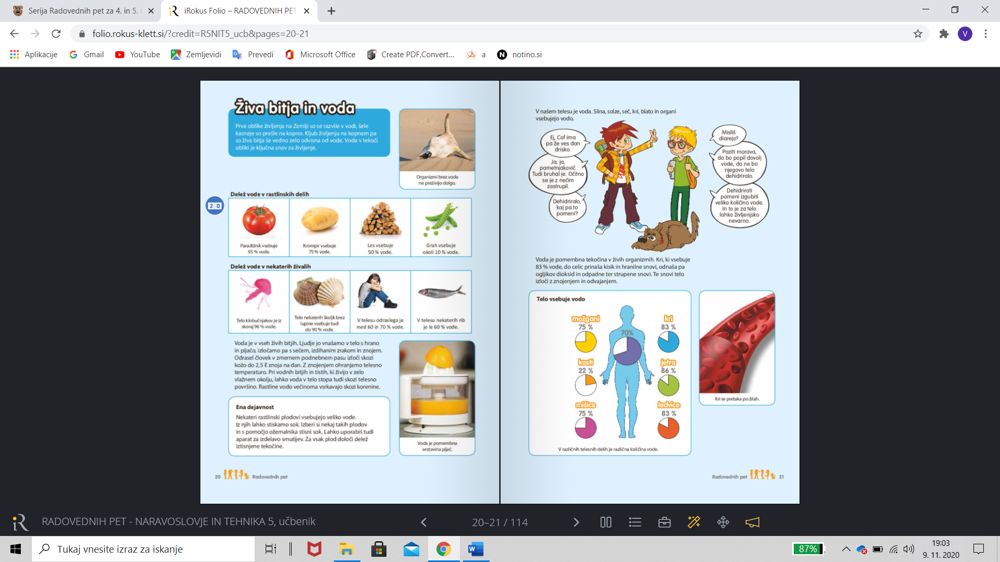 Serija Radovednih pet za 4. in 5. r
iRokus Folio – RADOVEDNIH PET
folio.rokus-klett.si/?credit=R5NIT5_ucb&pages=20-21
V
Aplikacije
Gmail
YouTube
Zemljevidi
Prevedi
Microsoft Office
Create PDF,Convert...
a
notino.si
Živa bitja in voda
Prve oblike življenja na Zemlji so se razvile v vodi, šele
kasneje so prešle na kopno. Kljub življenju na kopnem pa
so živa bitja še vedno zelo odvisna od vode. Voda v tekoči
obliki je ključna snov za življenje.
Organizmi brez vode
ne preživijo dolgo.
Delež vode v rastlinskih delih
2 D
Paradižnik vsebuje
95 % vode.
Krompir vsebuje
75 % vode.
Les vsebuje
50 % vode.
Grah vsebuje
okoli 10 % vode.
Delež vode v nekaterih živalih
Telo klobučnjakov je iz
skoraj 96 % vode.
Telo nekaterih školjk brez
lupine vsebuje tudi
do 90 % vode.
V telesu odraslega je
med 60 in 70 % vode.
V telesu nekaterih rib
je le 60 % vode.
Voda je v vseh živih bitjih. Ljudje jo vnašamo v telo s hrano
in pijačo, izločamo pa s sečem, izdihanim zrakom in znojem.
Odrasel človek v zmernem podnebnem pasu izloči skozi
kožo do 2,5 ℓ znoja na dan. Z znojenjem ohranjamo telesno
temperaturo. Pri vodnih bitjih in tistih, ki živijo v zelo
vlažnem okolju, lahko voda v telo stopa tudi skozi telesno
površino. Rastline vodo večinoma vsrkavajo skozi korenine.
Ena dejavnost
Nekateri rastlinski plodovi vsebujejo veliko vode.
Iz njih lahko stiskamo sok. Izberi si nekaj takih plodov
in s pomočjo ožemalnika stisni sok. Lahko uporabiš tudi
aparat za izdelavo smutijev. Za vsak plod določi delež
iztisnjene tekočine.
Voda je pomembna
sestavina pijač.
20
Radovednih pet
V našem telesu je voda. Slina, solze, seč, kri, blato in organi
vsebujejo vodo.
Ej, Cof ima
pa že ves dan
drisko.
Misliš
diarejo?
Ja, ja,
pametnjakovič.
Tudi bruhal je. Očitno
se je z nečim
zastrupil.
Paziti morava,
da bo popil dovolj
vode, da ne bo
njegovo telo
dehidriralo.
Dehidriralo,
kaj pa to
pomeni?
Dehidrirati
pomeni izgubiti
veliko količino vode.
In to je za telo
lahko življenjsko
nevarno.
Voda je pomembna tekočina v živih organizmih. Kri, ki vsebuje
83 % vode, do celic prinaša kisik in hranilne snovi, odnaša pa
ogljikov dioksid in odpadne ter strupene snovi. Te snovi telo
izloči z znojenjem in odvajanjem.
Telo vsebuje vodo
možgani
75 %
kosti
22 %
mišice
75 %
70%
kri
83 %
jetra
86 %
ledvice
83 %
V različnih telesnih delih je različna količina vode.
Kri se pretaka po žilah.
Radovednih pet
21
iR
RADOVEDNIH PET - NARAVOSLOVJE IN TEHNIKA 5, učbenik
20–21 / 114
Tukaj vnesite izraz za iskanje
87%
19:03
9. 11. 2020